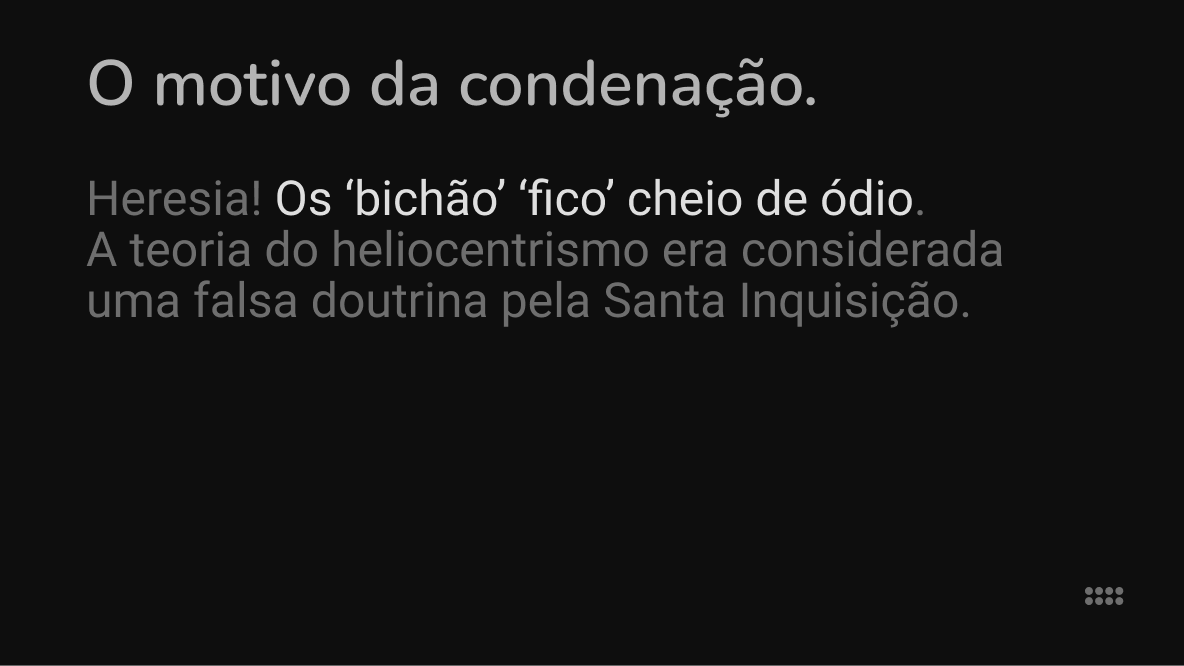 O motivo da condenação.
Heresia! Os ‘bichão’ ‘fico’ cheio de ódio.
A teoria do heliocentrismo era considerada
uma falsa doutrina pela Santa Inquisição.